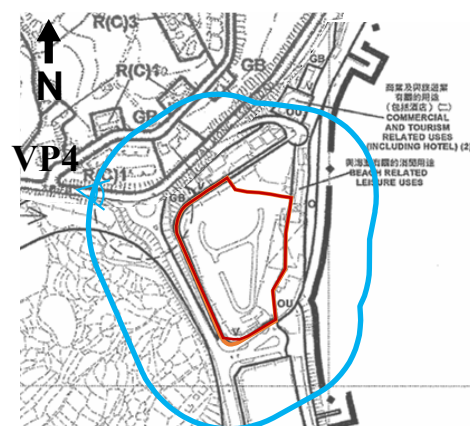 N
R(C)3
GB
R(C)1
GB
GB
VP4
R(C)1
OU
商業及與旅遊業
有關的用途
(包括酒店) (二)
COMMERCIAL
AND TOURISM
RELATED USES
(INCLUDING HOTEL) (2)
與海灘有關的消閒用途
BEACH RELATED
LEISURE USES
V
GB
O
OU
V